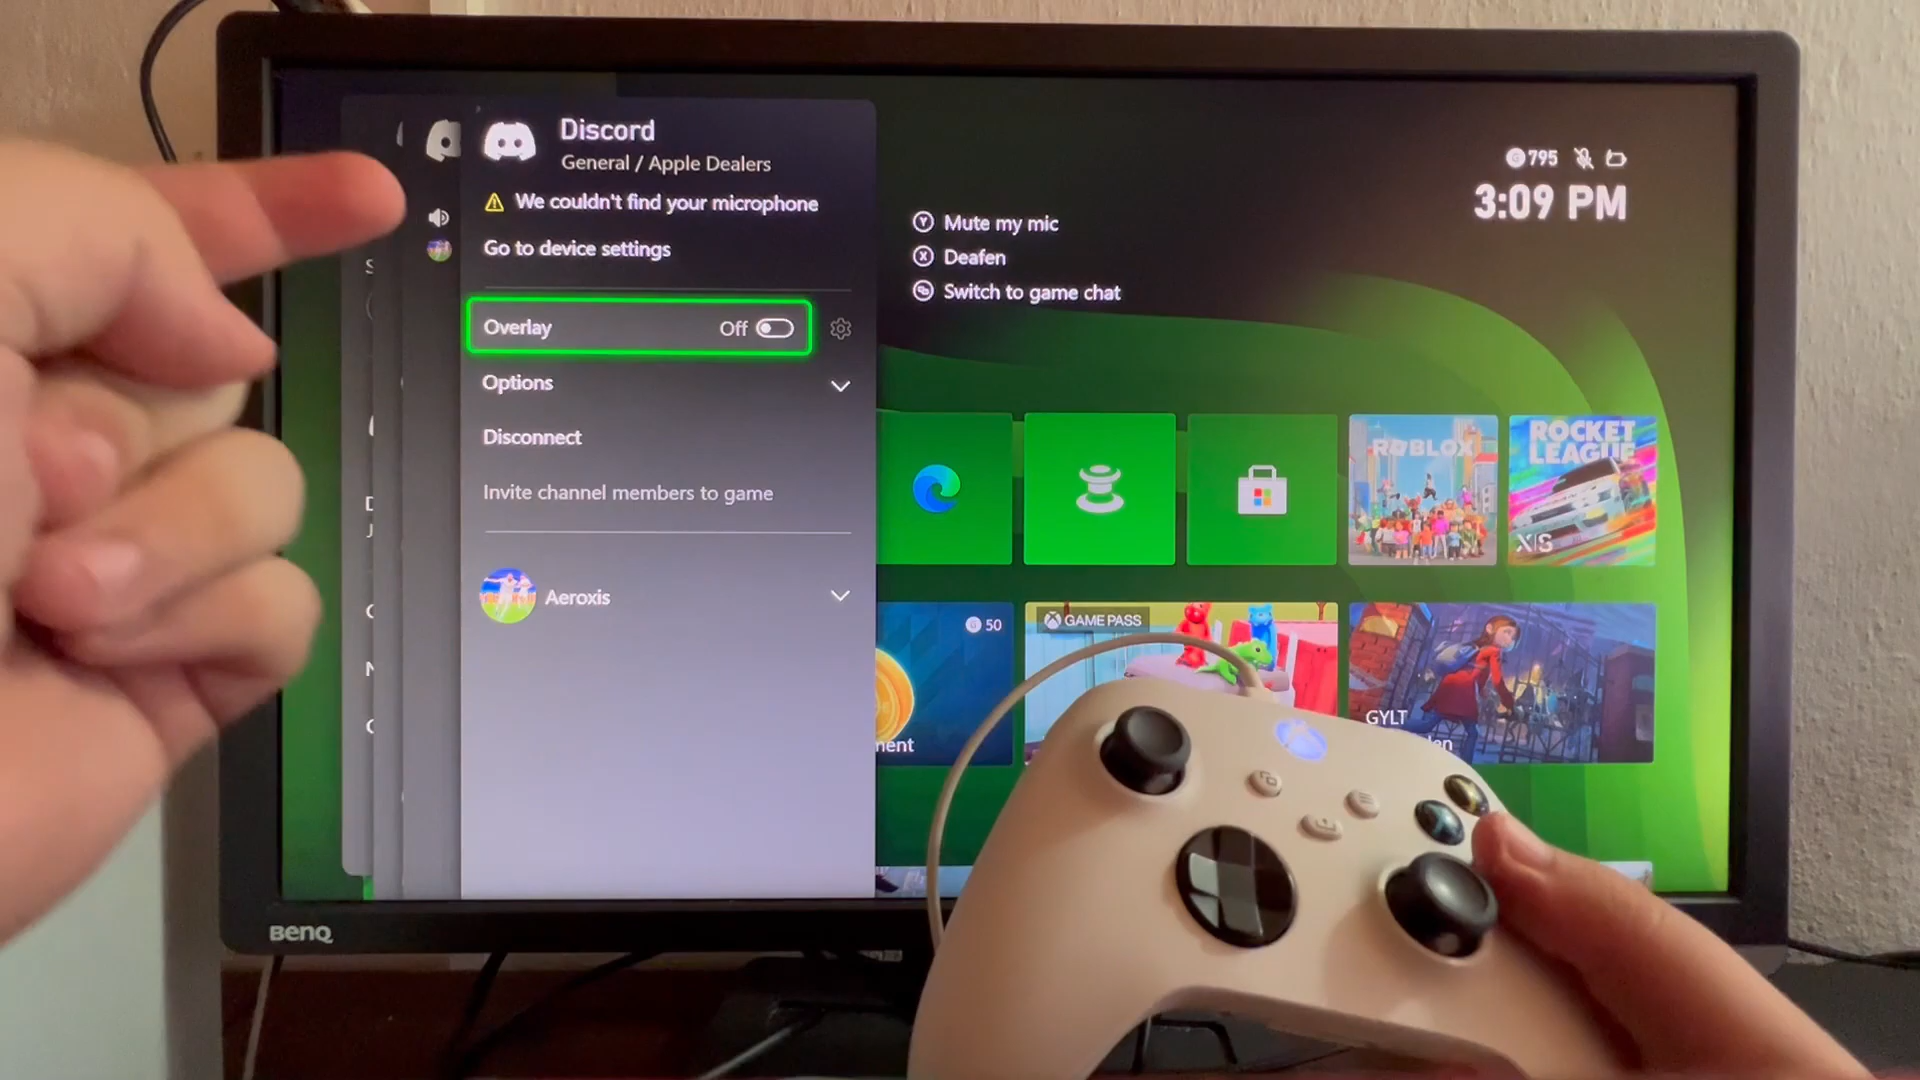 Discord
General / Apple Dealers
We couldn't find your microphone
Go to device settings
Overlay
Off
Options
Disconnect
Invite channel members to game
Aeroxis
Y Mute my mic
X Deafen
Switch to game chat
G 795
3:09 PM
ROBLOX
ROCKET
LEAGUE
X|S
G 50
GAME PASS
GYLT
BenQ